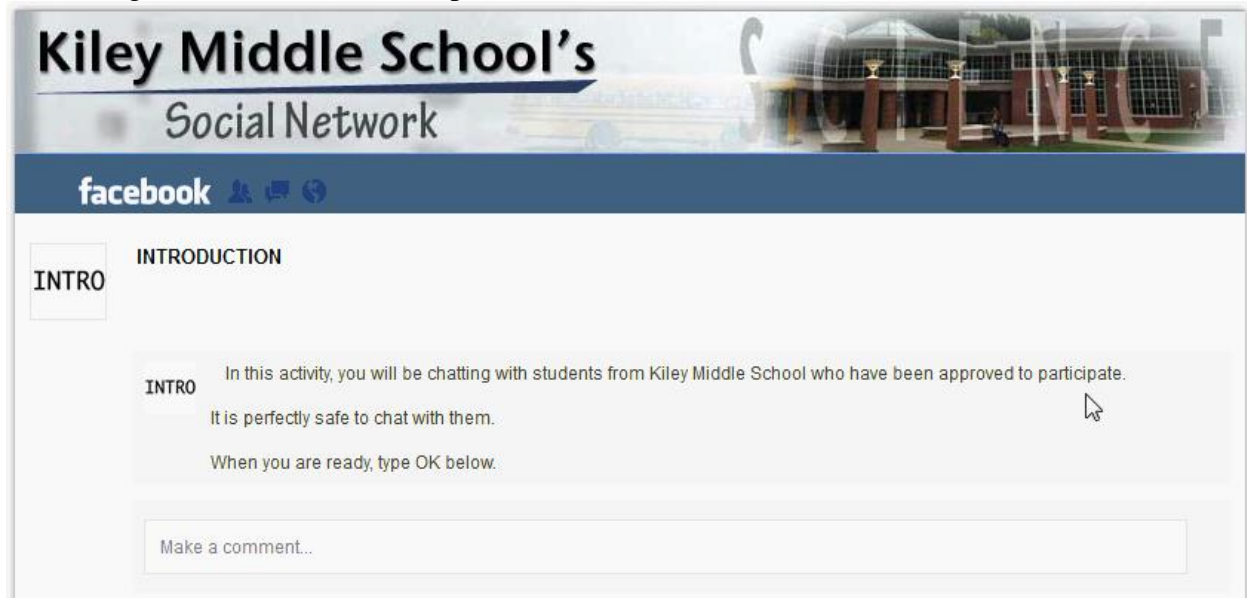 Kiley Middle School's
SCIENCE
Social Network
facebook
INTRO
INTRODUCTION
INTRO
In this activity, you will be chatting with students from Kiley Middle School who have been approved to participate.
It is perfectly safe to chat with them.
When you are ready, type OK below.
Make a comment...